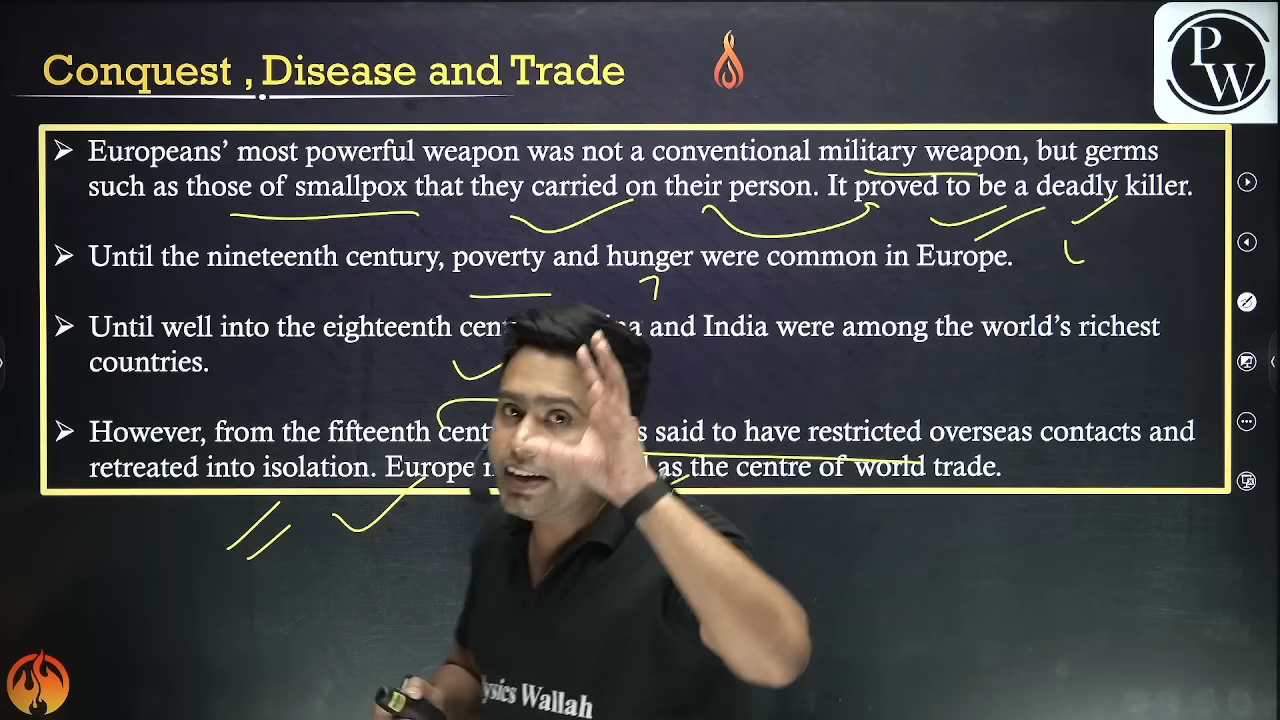 Conquest , Disease and Trade
PW
➤ Europeans’ most powerful weapon was not a conventional military weapon, but germs
such as those of smallpox that they carried on their person. It proved to be a deadly killer.
➤ Until the nineteenth century, poverty and hunger were common in Europe.
➤ Until well into the eighteenth and India were among the world’s richest
countries.
➤ However, from the fifteenth said to have restricted overseas contacts and
retreated into isolation. Europe as the centre of world trade.
Wallah